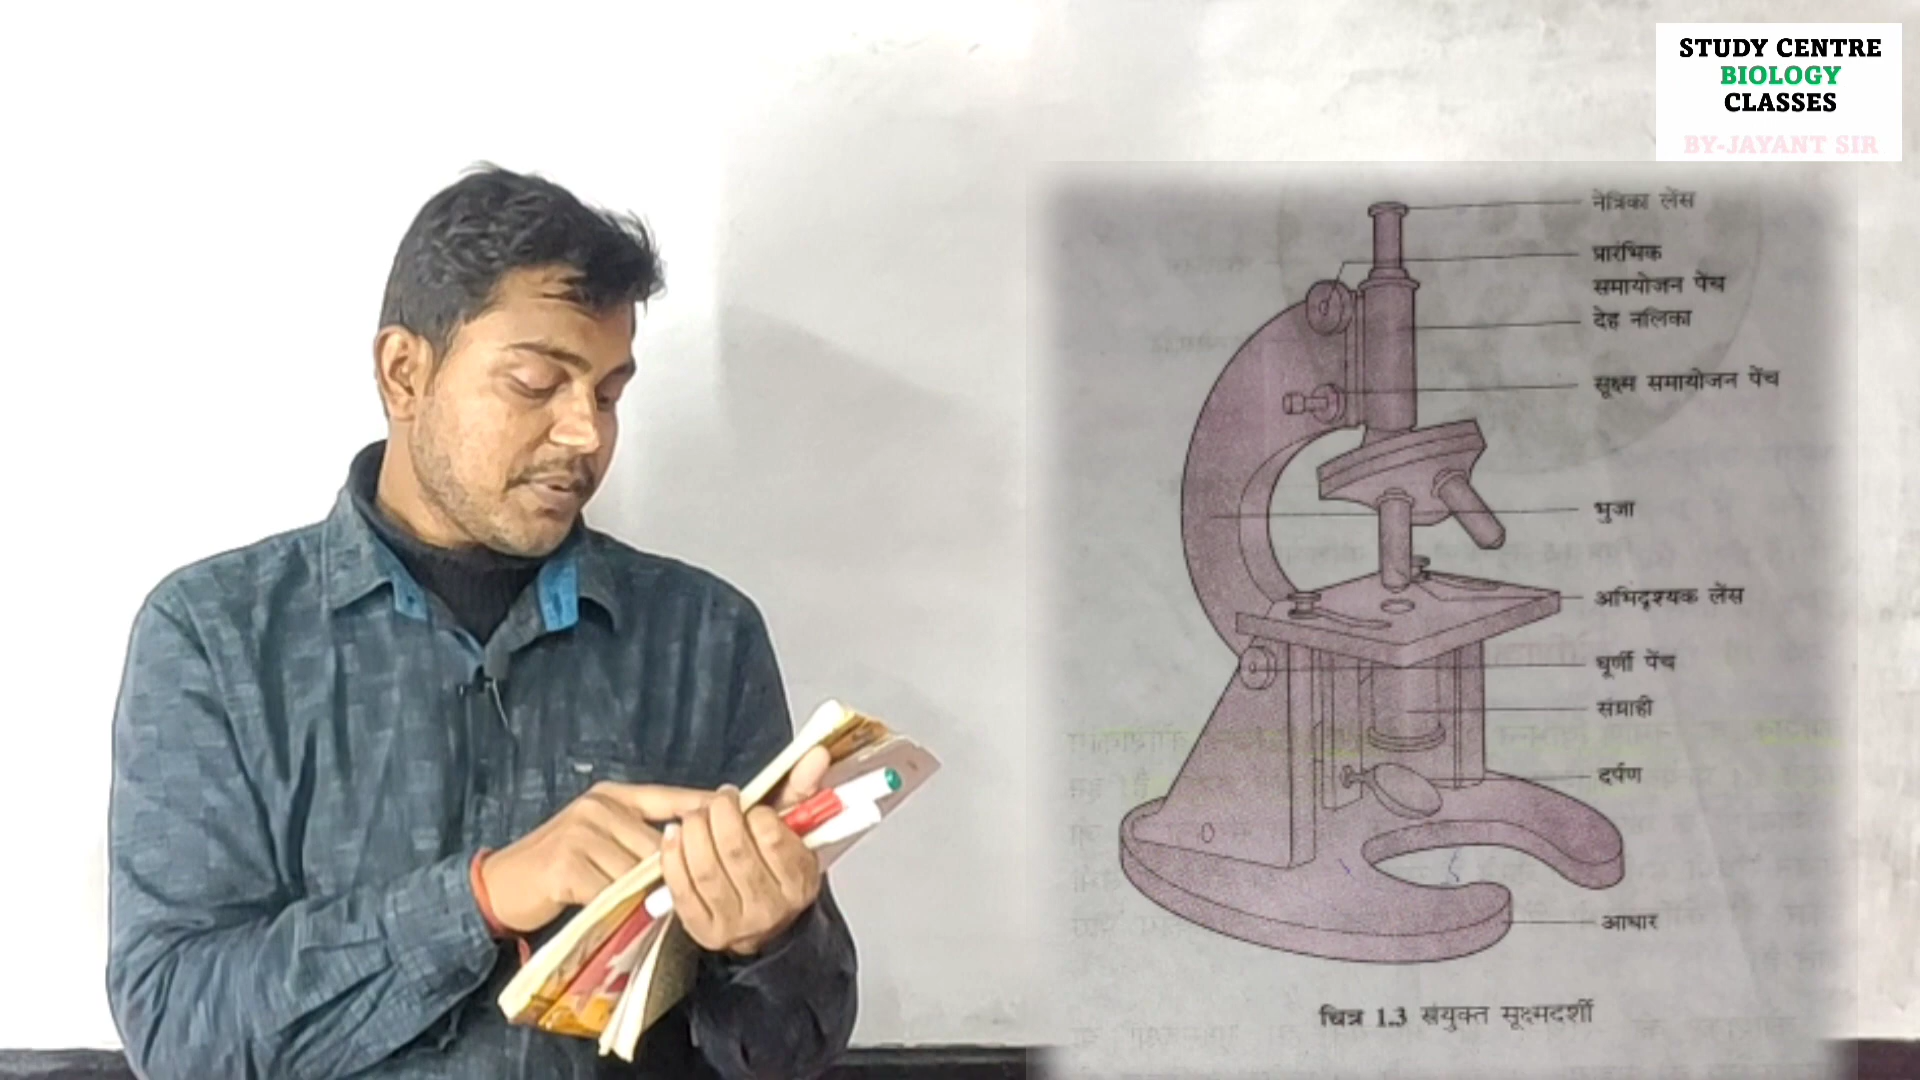 STUDY CENTRE
BIOLOGY
CLASSES
BY-JAYANT SIR
नेत्रिका लेंस
प्रारंभिक
समायोजन पेंच
देह नलिका
सूक्ष्म समायोजन पेंच
भुजा
अभिदृश्यक लेंस
घूर्णी पेंच
संग्राही
दर्पण
आधार
चित्र 1.3 संयुक्त सूक्ष्मदर्शी